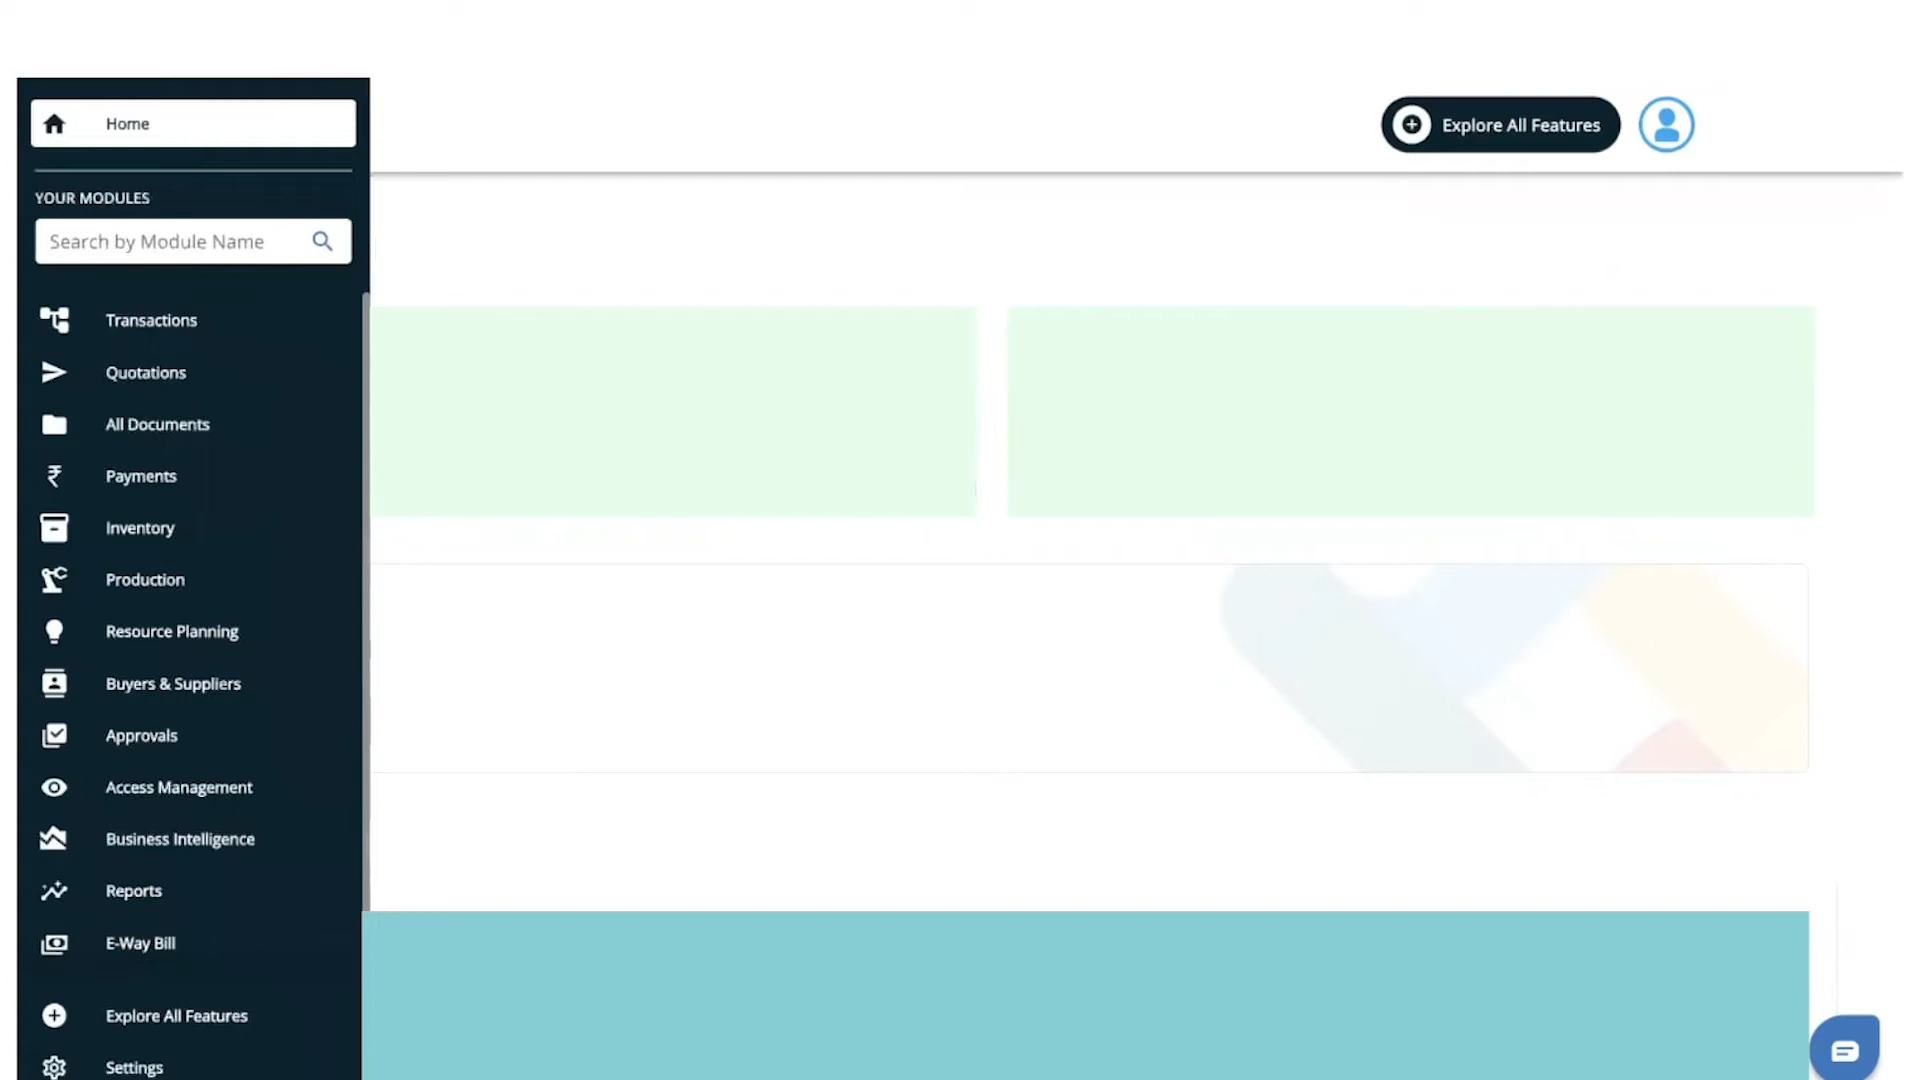 Home
Explore All Features
YOUR MODULES
Search by Module Name
Transactions
Quotations
All Documents
Payments
Inventory
Production
Resource Planning
Buyers & Suppliers
Approvals
Access Management
Business Intelligence
Reports
E-Way Bill
Explore All Features
Settings